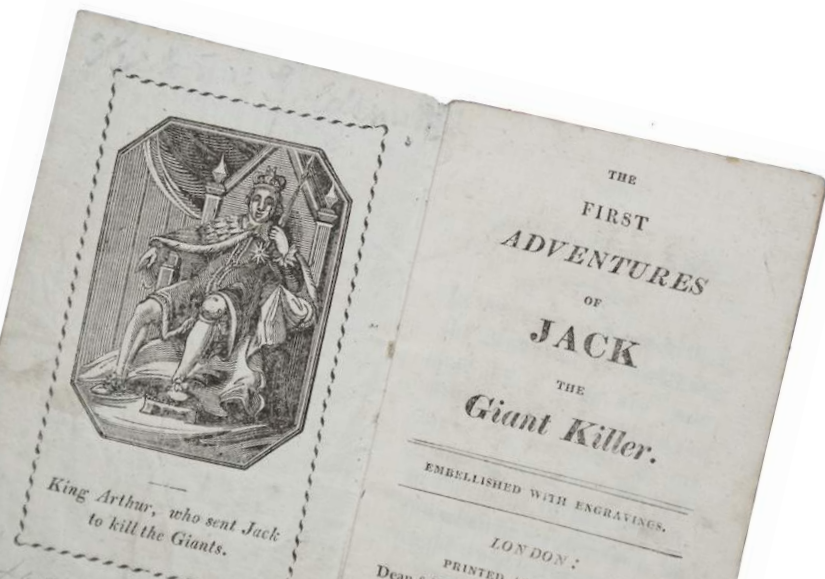 King Arthur, who sent Jack
to kill the Giants.
THE
FIRST
ADVENTURES
OF
JACK
THE
Giant Killer.
EMBELLISHED WITH ENGRAVINGS.
LONDON:
PRINTED
Dean